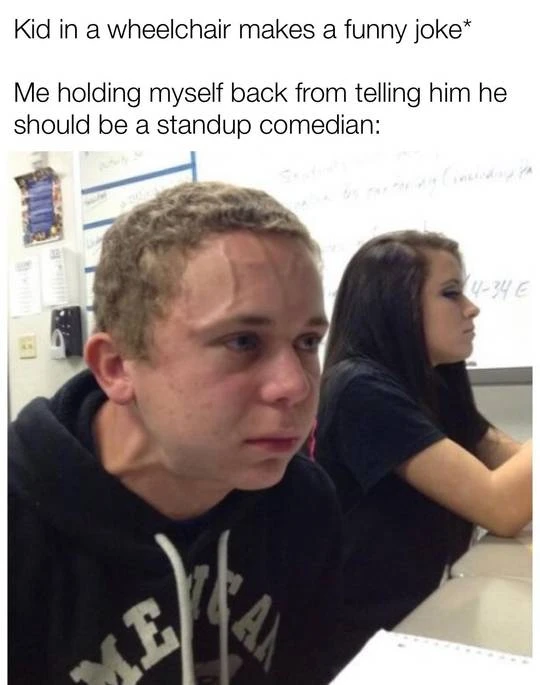 Kid in a wheelchair makes a funny joke*
Me holding myself back from telling him he
should be a standup comedian:
4-34 E